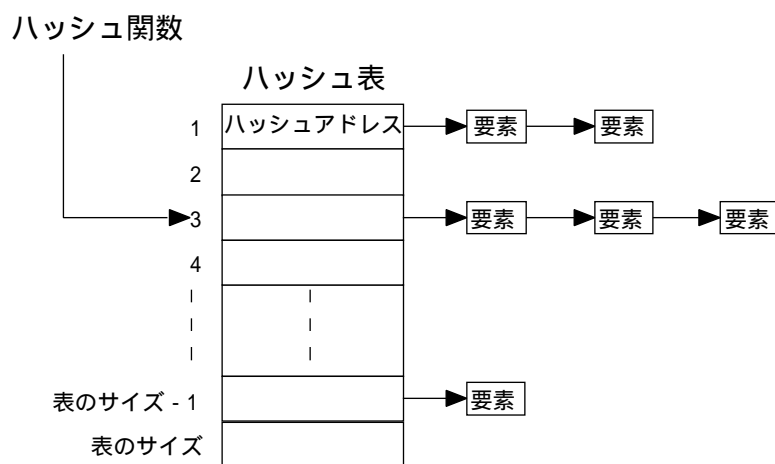 ハッシュ関数
ハッシュ表
1 ハッシュアドレス 要素 要素
2
3 要素 要素 要素
4
表のサイズ - 1 要素
表のサイズ